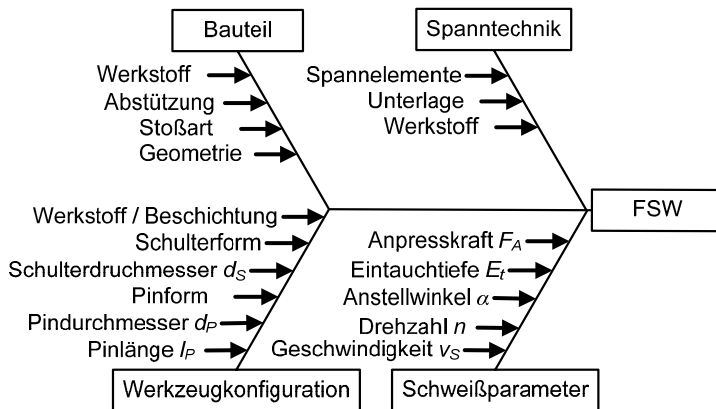 Bauteil
Werkstoff
Abstützung
Stoßart
Geometrie
Spanntechnik
Spannelemente
Unterlage
Werkstoff
FSW
Werkstoff / Beschichtung
Schulterform
Schulterdruchmesser dS
Pinform
Pindurchmesser dP
Pinlänge lP
Werkzeugkonfiguration
Anpresskraft FA
Eintauchtiefe Et
Anstellwinkel α
Drehzahl n
Geschwindigkeit vS
Schweißparameter